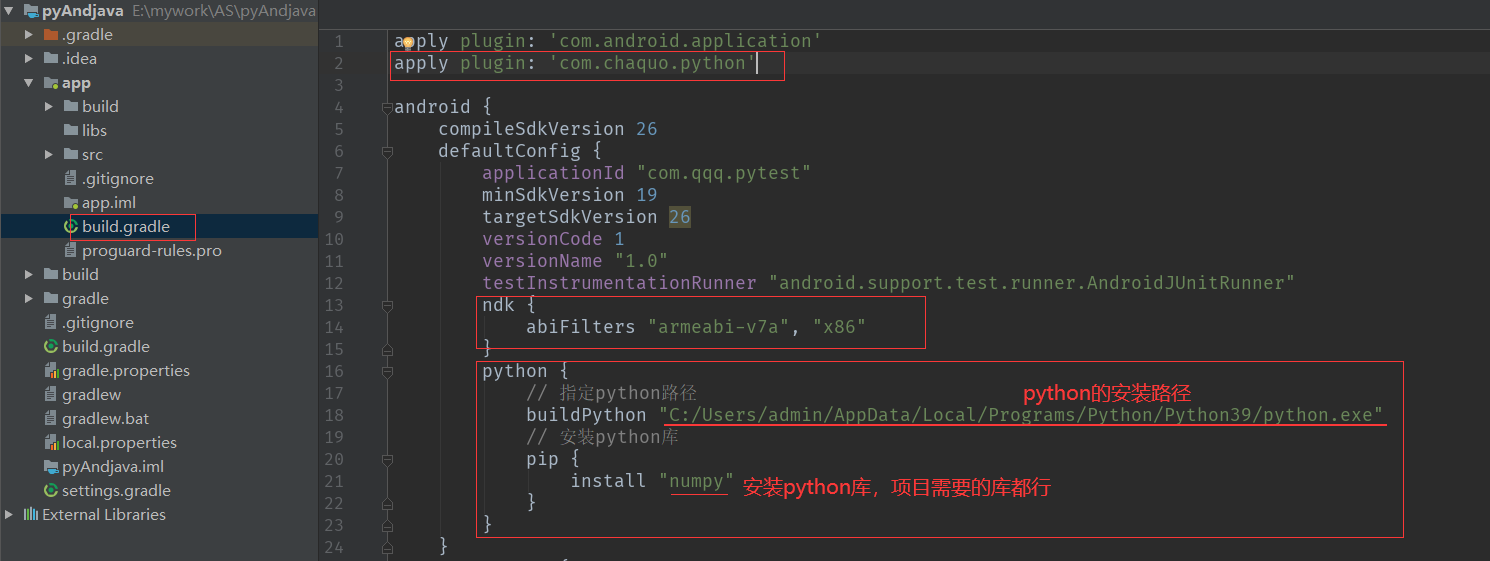 pyAndjava E:\mywork\AS\pyAndjava
.gradle
.idea
app
build
libs
src
.gitignore
app.iml
build.gradle
proguard-rules.pro
build
gradle
.gitignore
build.gradle
gradle.properties
gradlew
gradlew.bat
local.properties
pyAndjava.iml
settings.gradle
External Libraries
1 apply plugin: 'com.android.application'
2 apply plugin: 'com.chaquo.python'
3
4 android {
5 compileSdkVersion 26
6 defaultConfig {
7 applicationId "com.qqq.pytest"
8 minSdkVersion 19
9 targetSdkVersion 26
10 versionCode 1
11 versionName "1.0"
12 testInstrumentationRunner "android.support.test.runner.AndroidJUnitRunner"
13 ndk {
14 abiFilters "armeabi-v7a", "x86"
15 }
16 python {
17 // 指定python路径 python的安装路径
18 buildPython "C:/Users/admin/AppData/Local/Programs/Python/Python39/python.exe"
19 // 安装python库
20 pip {
21 install "numpy" 安装python库，项目需要的库都行
22 }
23 }
24 }